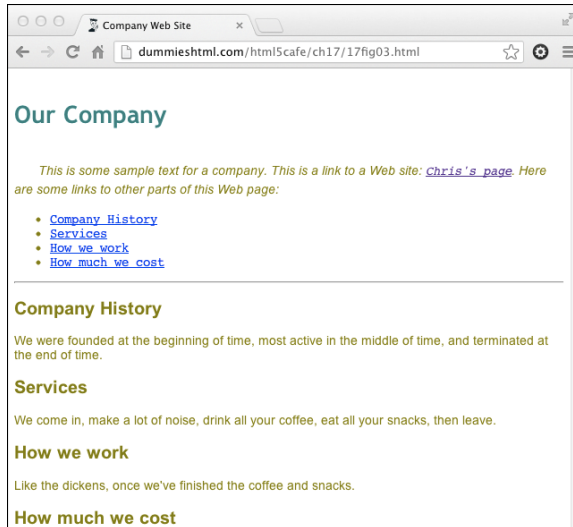 Company Web Site
dummieshtml.com/html5cafe/ch17/17fig03.html
Our Company
This is some sample text for a company. This is a link to a Web site: Chris's page. Here
are some links to other parts of this Web page:
Company History
Services
How we work
How much we cost
Company History
We were founded at the beginning of time, most active in the middle of time, and terminated at
the end of time.
Services
We come in, make a lot of noise, drink all your coffee, eat all your snacks, then leave.
How we work
Like the dickens, once we've finished the coffee and snacks.
How much we cost